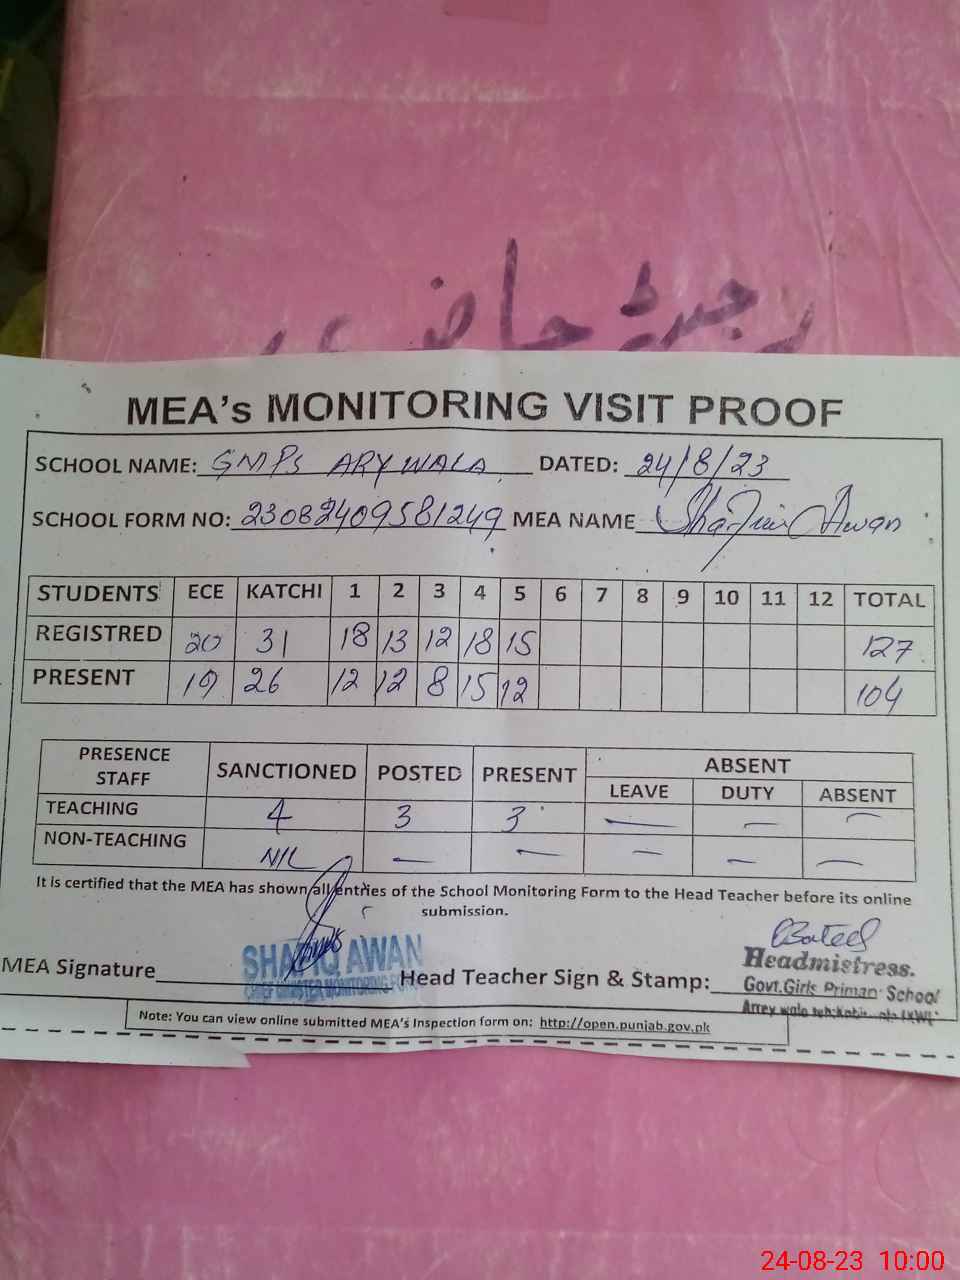 رجسٹر حاضری
MEA's MONITORING VISIT PROOF
SCHOOL NAME: GMPS ARY WALA DATED: 24/8/23
SCHOOL FORM NO: 23082409581249 MEA NAME Shafiq Awan
STUDENTS ECE KATCHI 1 2 3 4 5 6 7 8 9 10 11 12 TOTAL
REGISTRED 20 31 18 13 12 18 15 127
PRESENT 19 26 12 12 8 15 12 104
PRESENCE STAFF SANCTIONED POSTED PRESENT ABSENT
LEAVE DUTY ABSENT
TEACHING 4 3 3 — — —
NON-TEACHING NIL — — — — —
It is certified that the MEA has shown all entries of the School Monitoring Form to the Head Teacher before its online
submission.
MEA Signature SHAFIQ AWAN
CHIEF MINISTER MONITORING
Head Teacher Sign & Stamp:
Headmistress.
Govt. Girls Primary School
Note: You can view online submitted MEA's Inspection form on: http://open.punjab.gov.pk
24-08-23 10:00